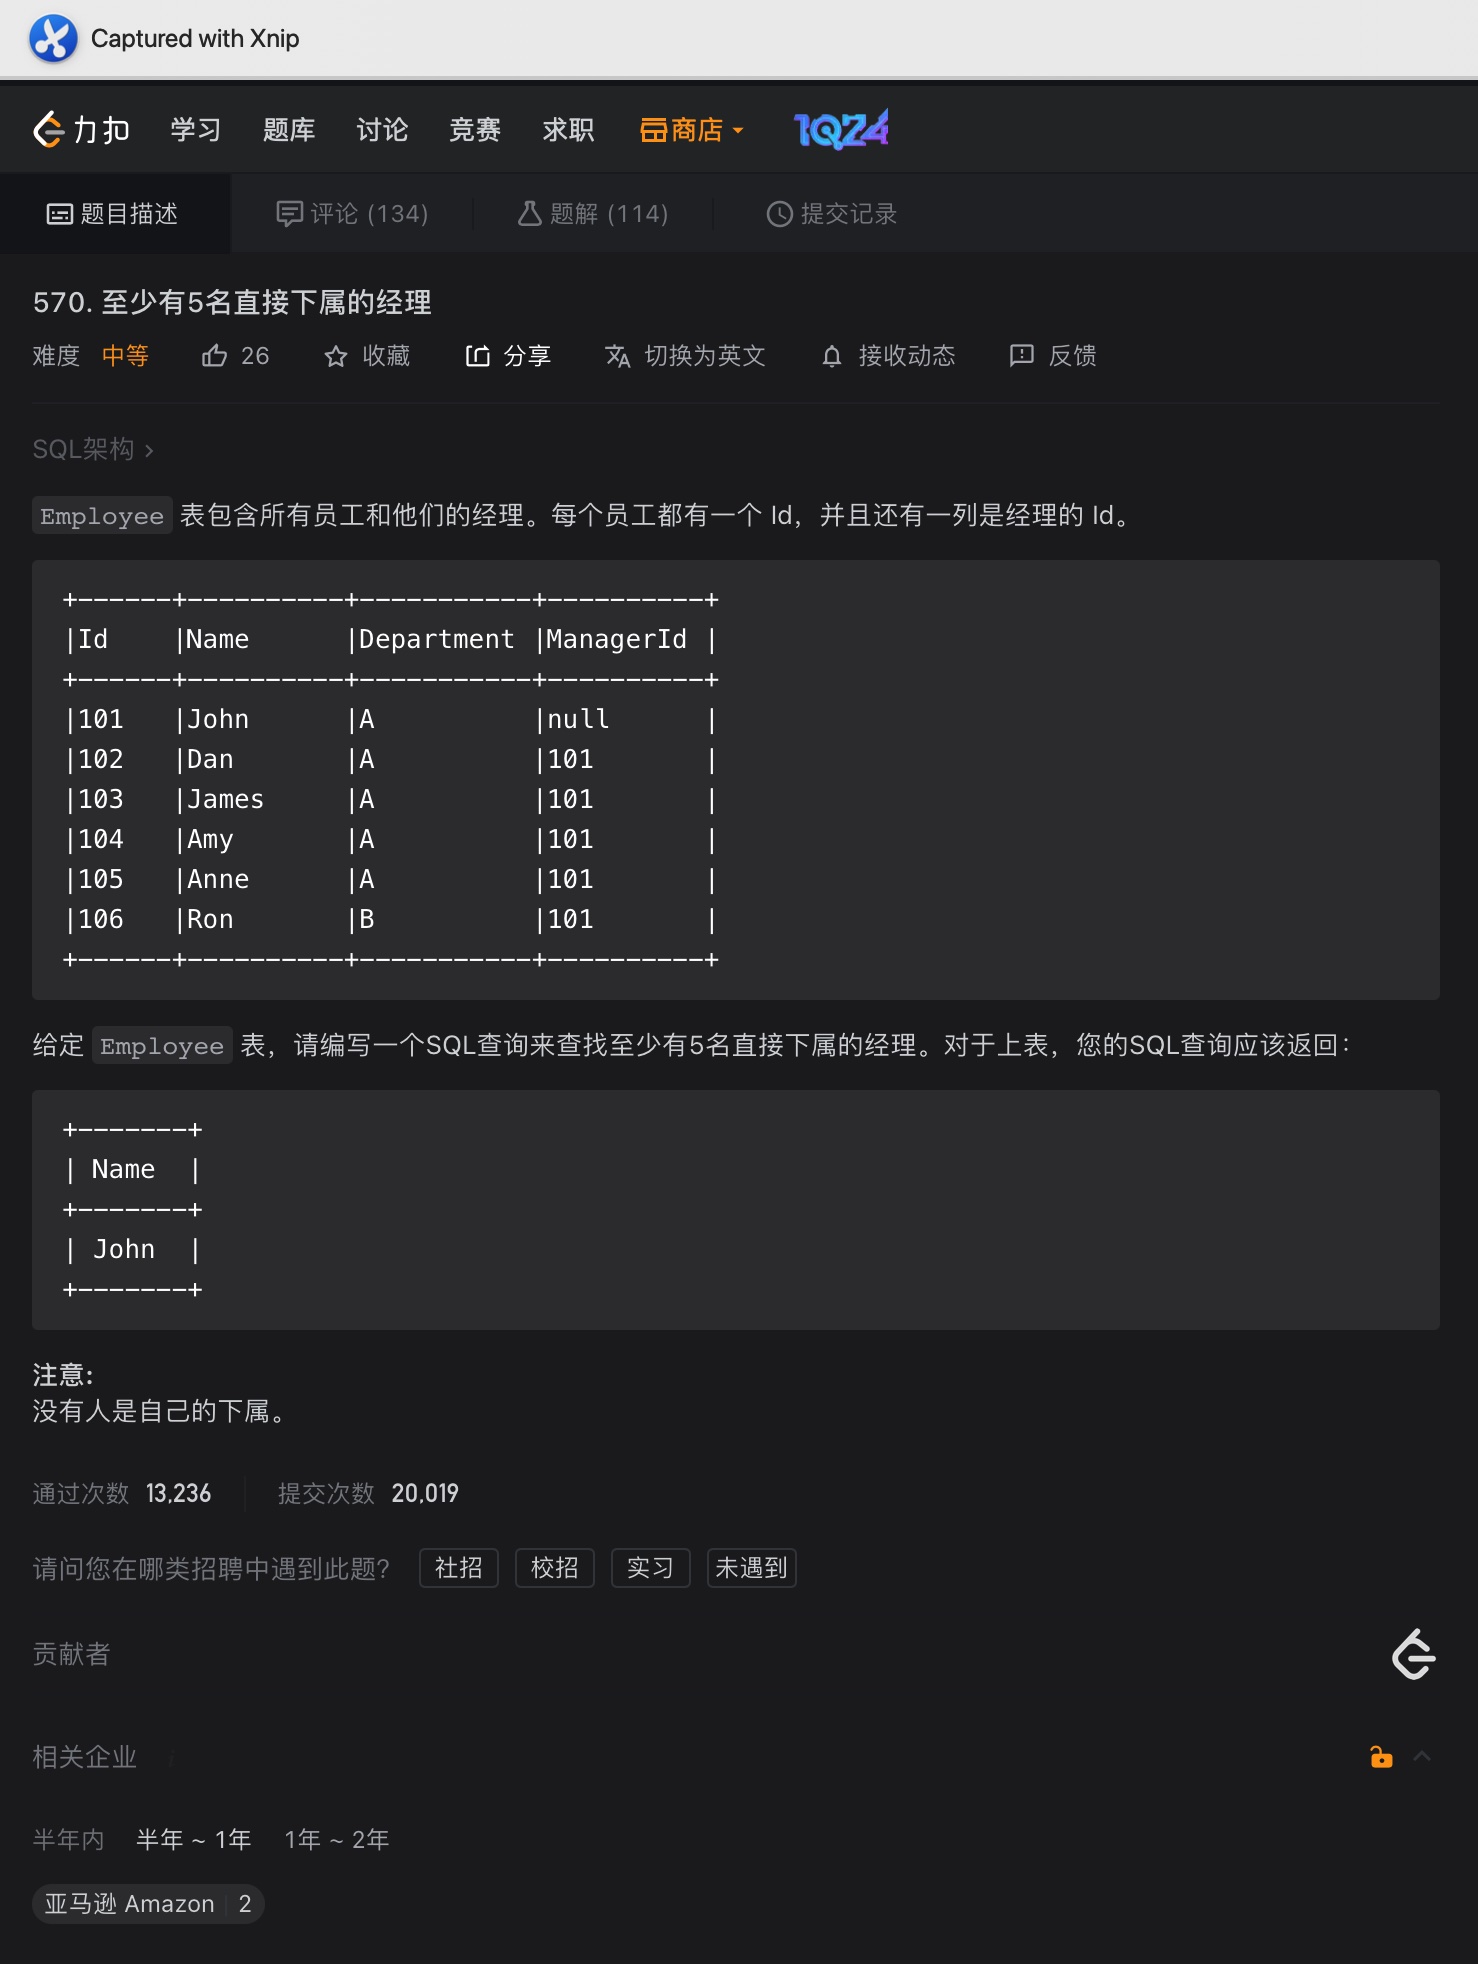 Captured with Xnip
力扣 学习 题库 讨论 竞赛 求职 商店 1024
题目描述 评论 (134) 题解 (114) 提交记录
570. 至少有5名直接下属的经理
难度 中等 26 收藏 分享 切换为英文 接收动态 反馈
SQL架构 >
Employee 表包含所有员工和他们的经理。每个员工都有一个 Id，并且还有一列是经理的 Id。
+------+----------+-----------+----------+
|Id    |Name      |Department |ManagerId |
+------+----------+-----------+----------+
|101   |John      |A          |null      |
|102   |Dan       |A          |101       |
|103   |James     |A          |101       |
|104   |Amy       |A          |101       |
|105   |Anne      |A          |101       |
|106   |Ron       |B          |101       |
+------+----------+-----------+----------+
给定 Employee 表，请编写一个SQL查询来查找至少有5名直接下属的经理。对于上表，您的SQL查询应该返回：
+-------+
| Name  |
+-------+
| John  |
+-------+
注意:
没有人是自己的下属。
通过次数 13,236 提交次数 20,019
请问您在哪类招聘中遇到此题？ 社招 校招 实习 未遇到
贡献者
相关企业 i
半年内 半年 ~ 1年 1年 ~ 2年
亚马逊 Amazon 2